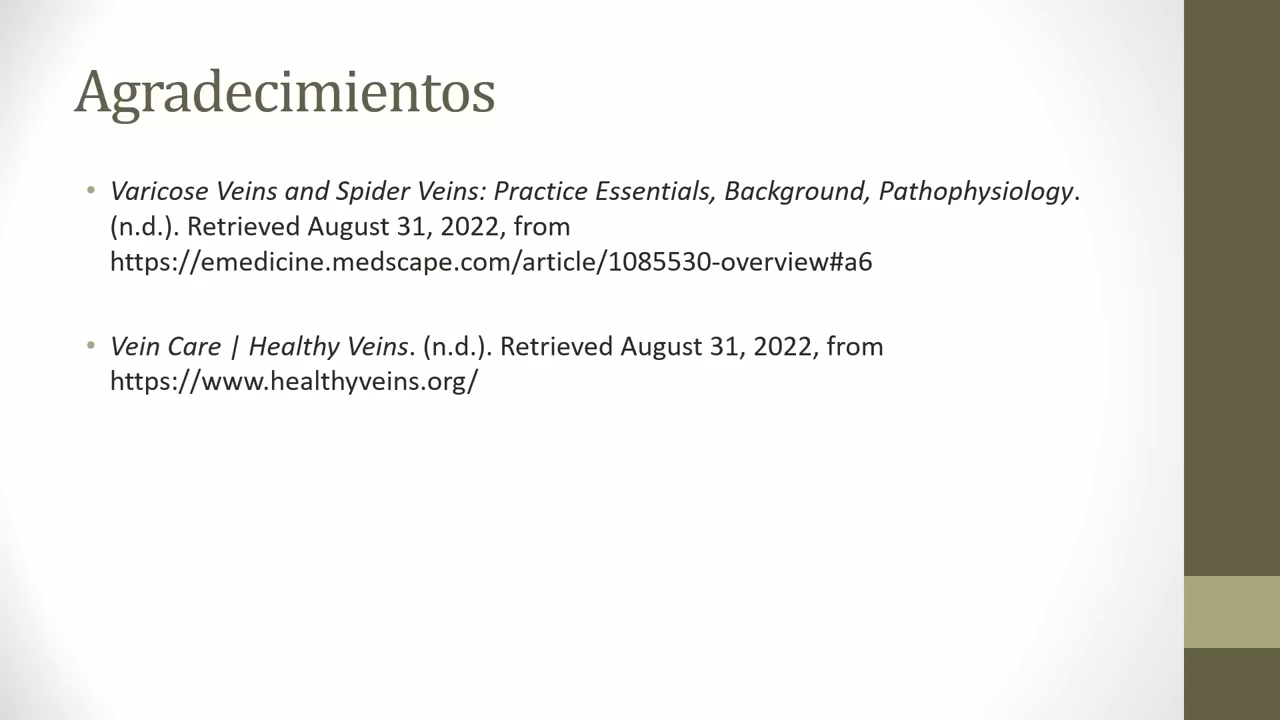 Agradecimientos
• Varicose Veins and Spider Veins: Practice Essentials, Background, Pathophysiology.
(n.d.). Retrieved August 31, 2022, from
https://emedicine.medscape.com/article/1085530-overview#a6
• Vein Care | Healthy Veins. (n.d.). Retrieved August 31, 2022, from
https://www.healthyveins.org/